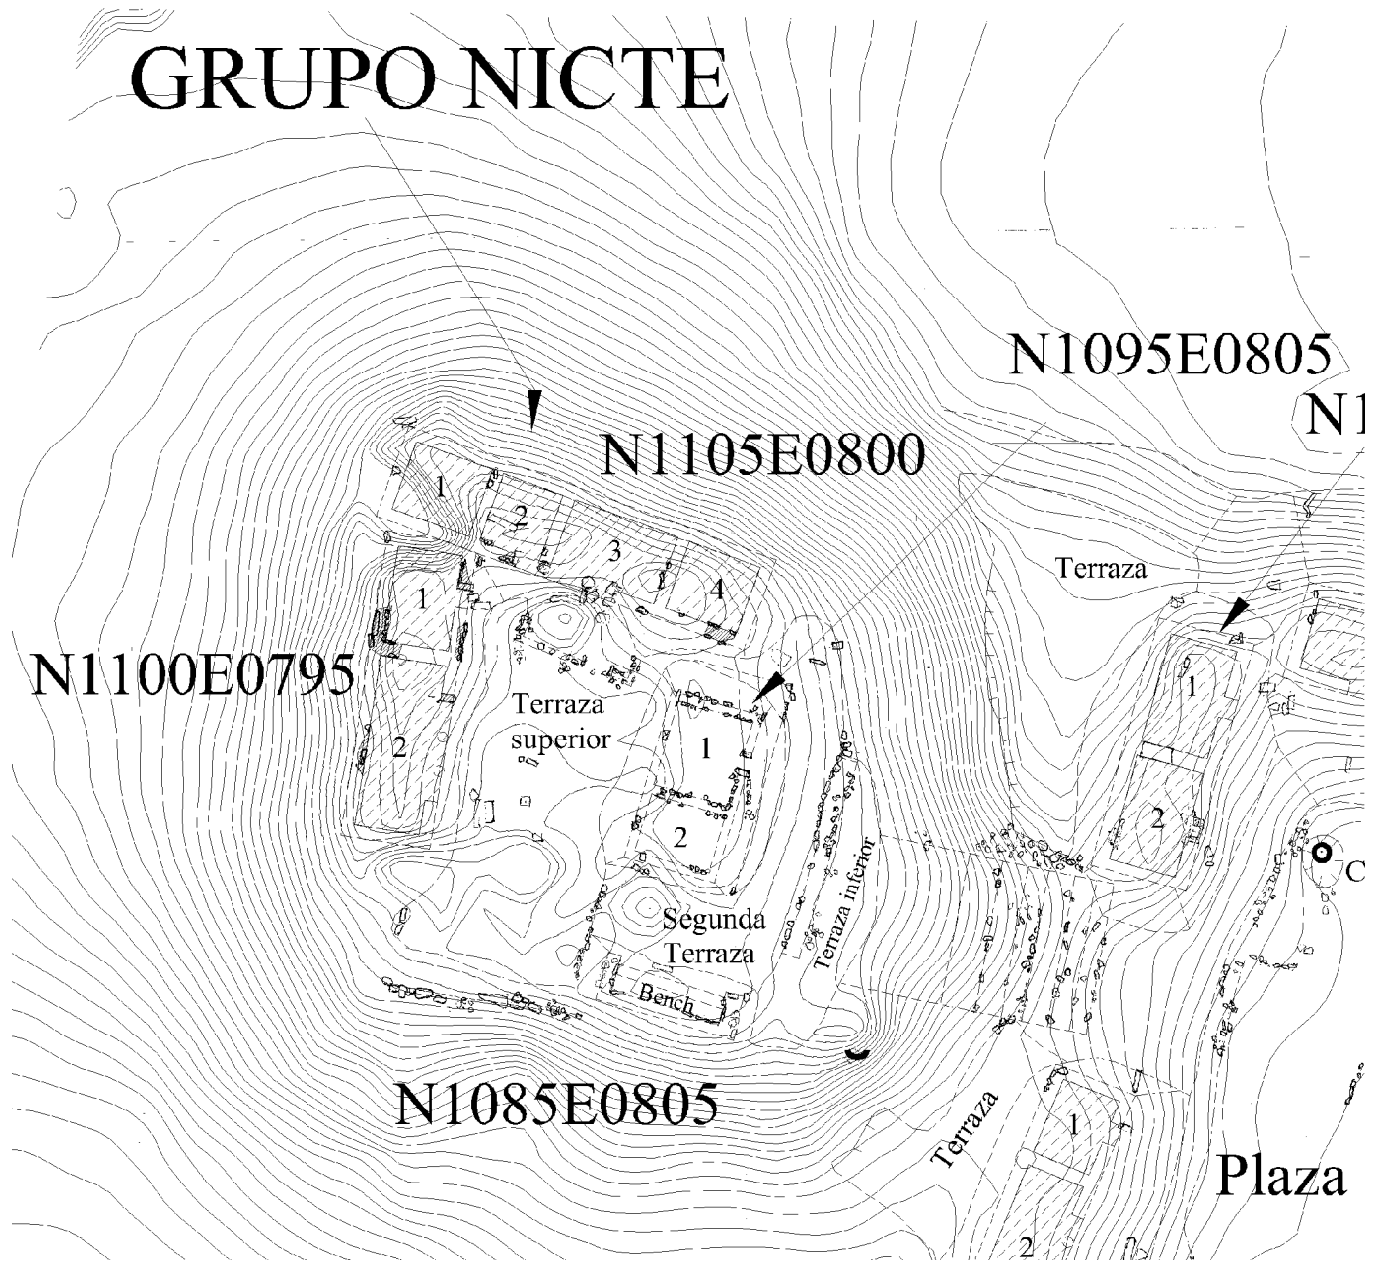 GRUPO NICTE
N1095E0805
N1
N1105E0800
1
2
3
4
Terraza
1
N1100E0795
2
Terraza
superior
1
2
1
2
C
Segunda
Terraza
Terraza inferior
Bench
N1085E0805
Terraza
1
2
Plaza